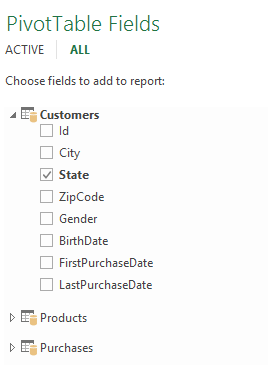 PivotTable Fields
ACTIVE ALL
Choose fields to add to report:
Customers
Id
City
State
ZipCode
Gender
BirthDate
FirstPurchaseDate
LastPurchaseDate
Products
Purchases